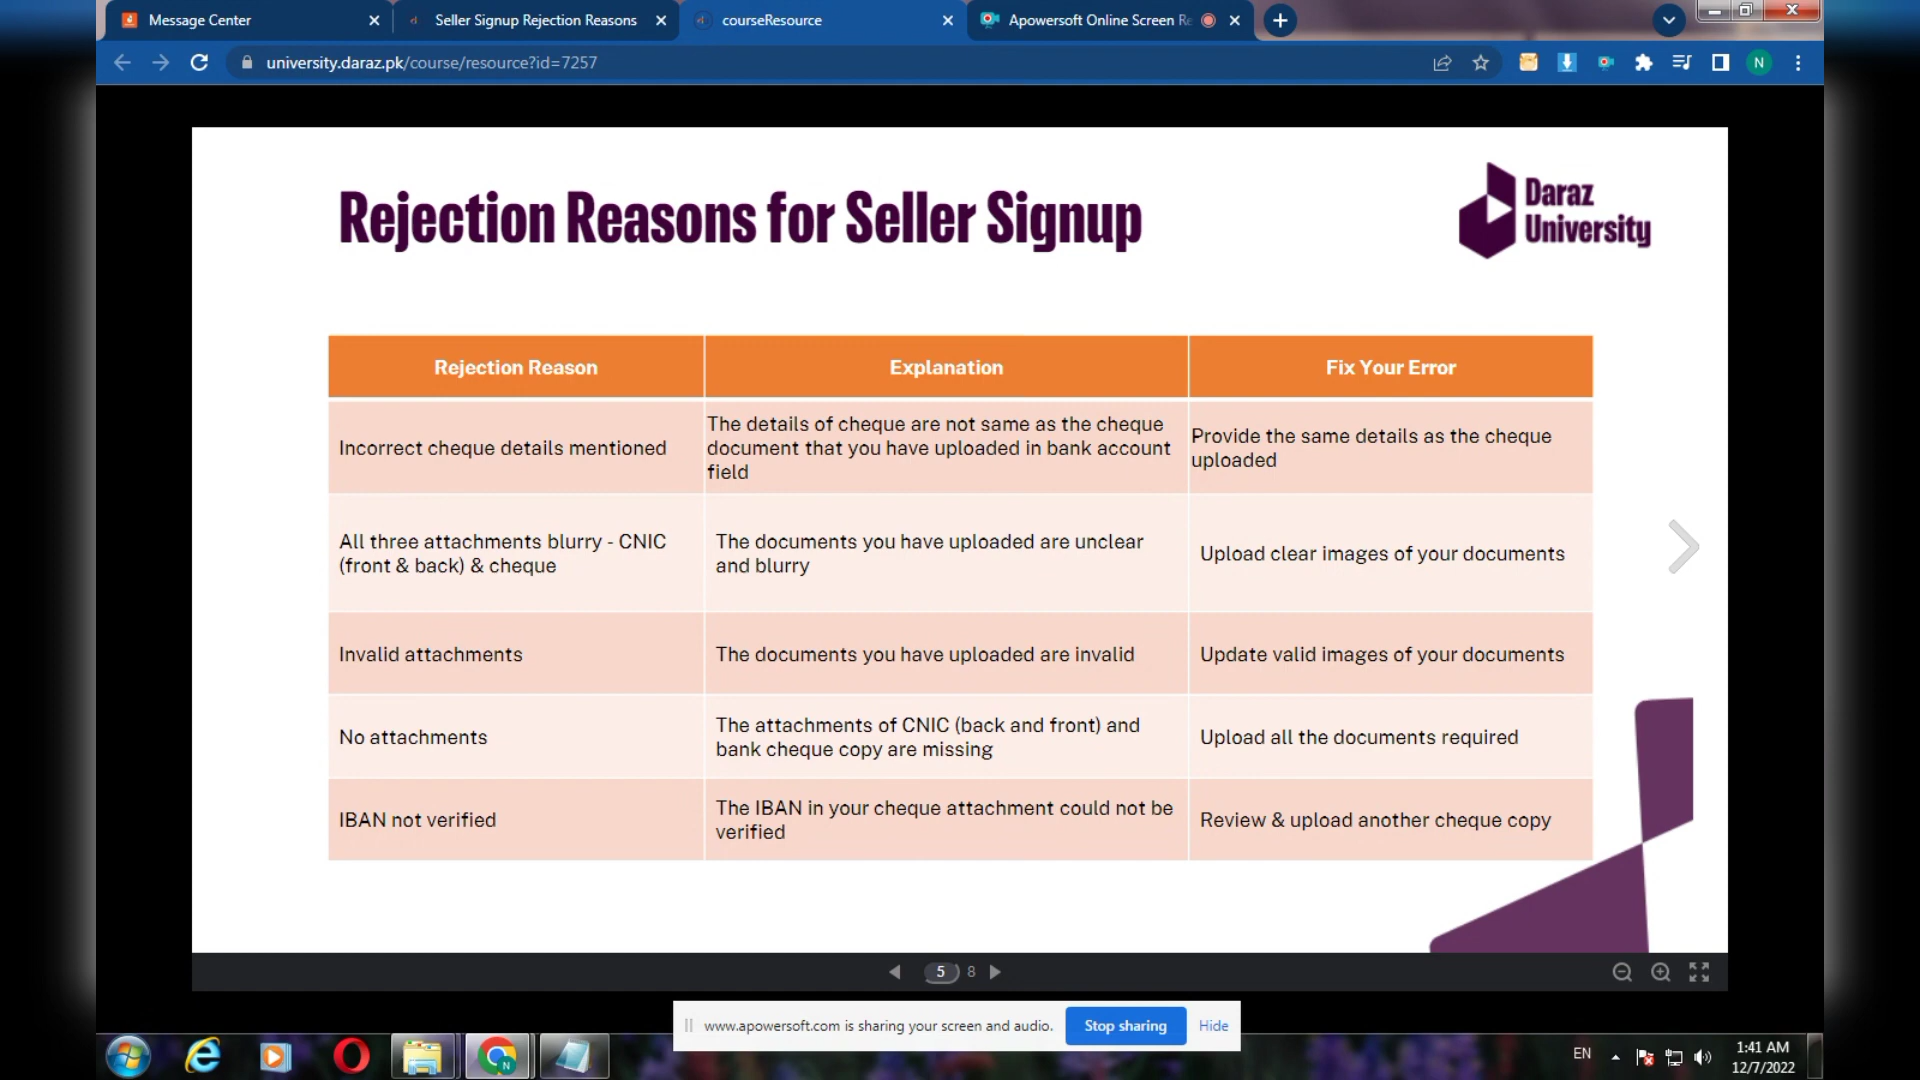 Message Center
Seller Signup Rejection Reasons
courseResource
Apowersoft Online Screen Re
university.daraz.pk/course/resource?id=7257
N
Rejection Reasons for Seller Signup
Daraz
University
Rejection Reason
Explanation
Fix Your Error
Incorrect cheque details mentioned
The details of cheque are not same as the cheque
document that you have uploaded in bank account
field
Provide the same details as the cheque
uploaded
All three attachments blurry - CNIC
(front & back) & cheque
The documents you have uploaded are unclear
and blurry
Upload clear images of your documents
Invalid attachments
The documents you have uploaded are invalid
Update valid images of your documents
No attachments
The attachments of CNIC (back and front) and
bank cheque copy are missing
Upload all the documents required
IBAN not verified
The IBAN in your cheque attachment could not be
verified
Review & upload another cheque copy
5 8
www.apowersoft.com is sharing your screen and audio.
Stop sharing
Hide
N
EN
1:41 AM
12/7/2022